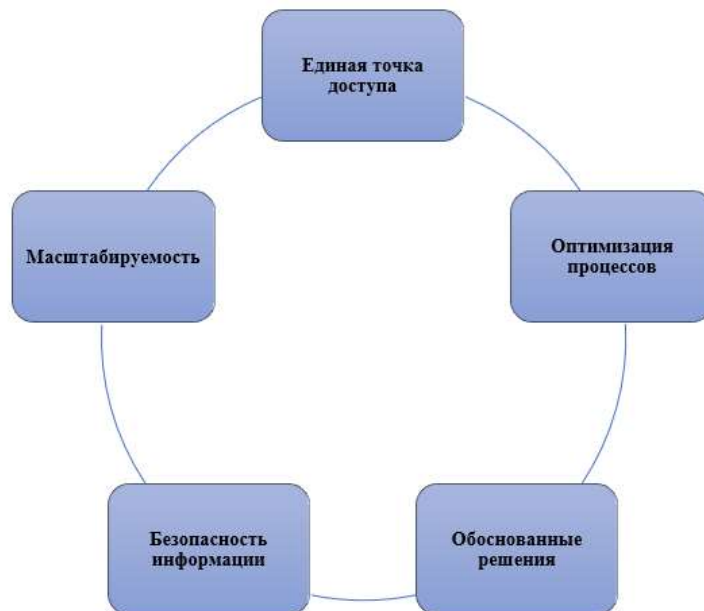 Единая точка
доступа
Масштабируемость
Оптимизация
процессов
Безопасность
информации
Обоснованные
решения